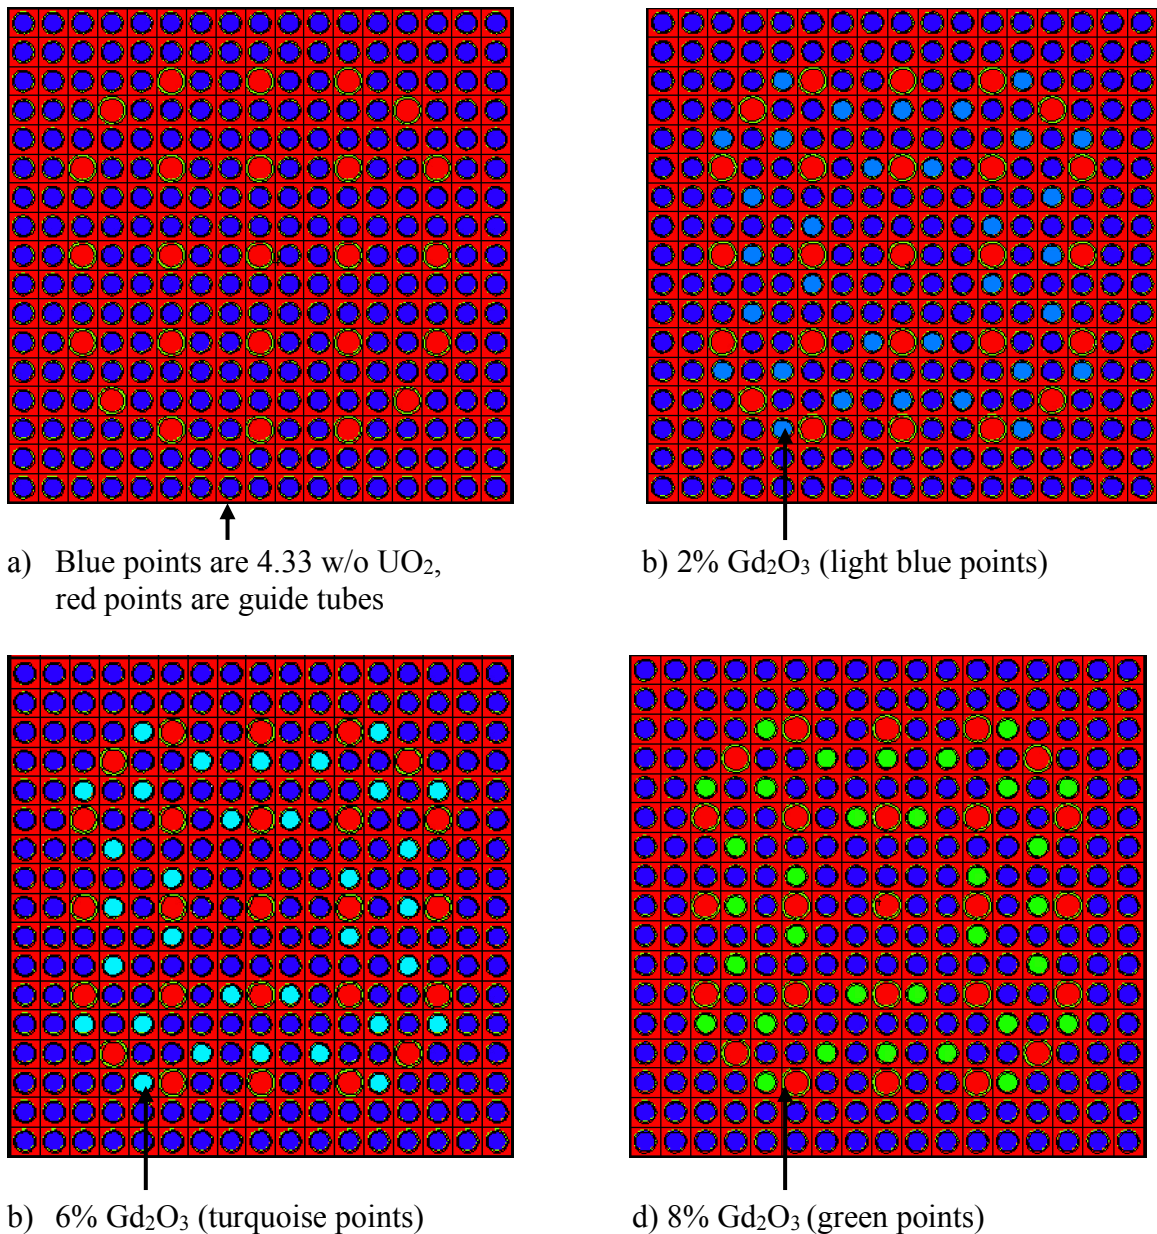 a) Blue points are 4.33 w/o UO₂,
red points are guide tubes
b) 2% Gd₂O₃ (light blue points)
b) 6% Gd₂O₃ (turquoise points)
d) 8% Gd₂O₃ (green points)